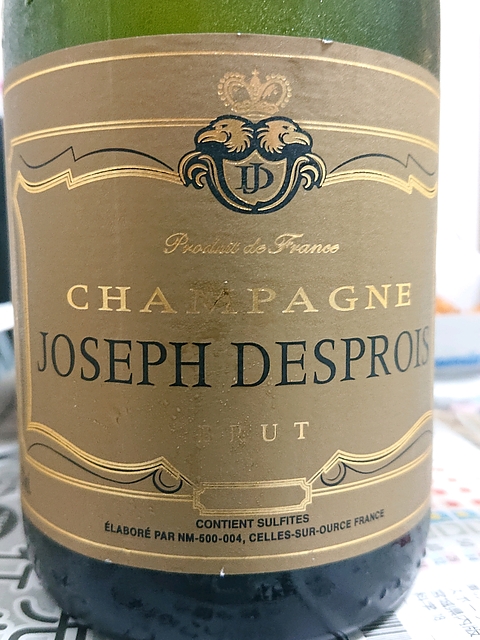 JD
Produit de France
CHAMPAGNE
JOSEPH DESPROIS
BRUT
CONTIENT SULFITES
ÉLABORÉ PAR NM-500-004, CELLES-SUR-OURCE FRANCE